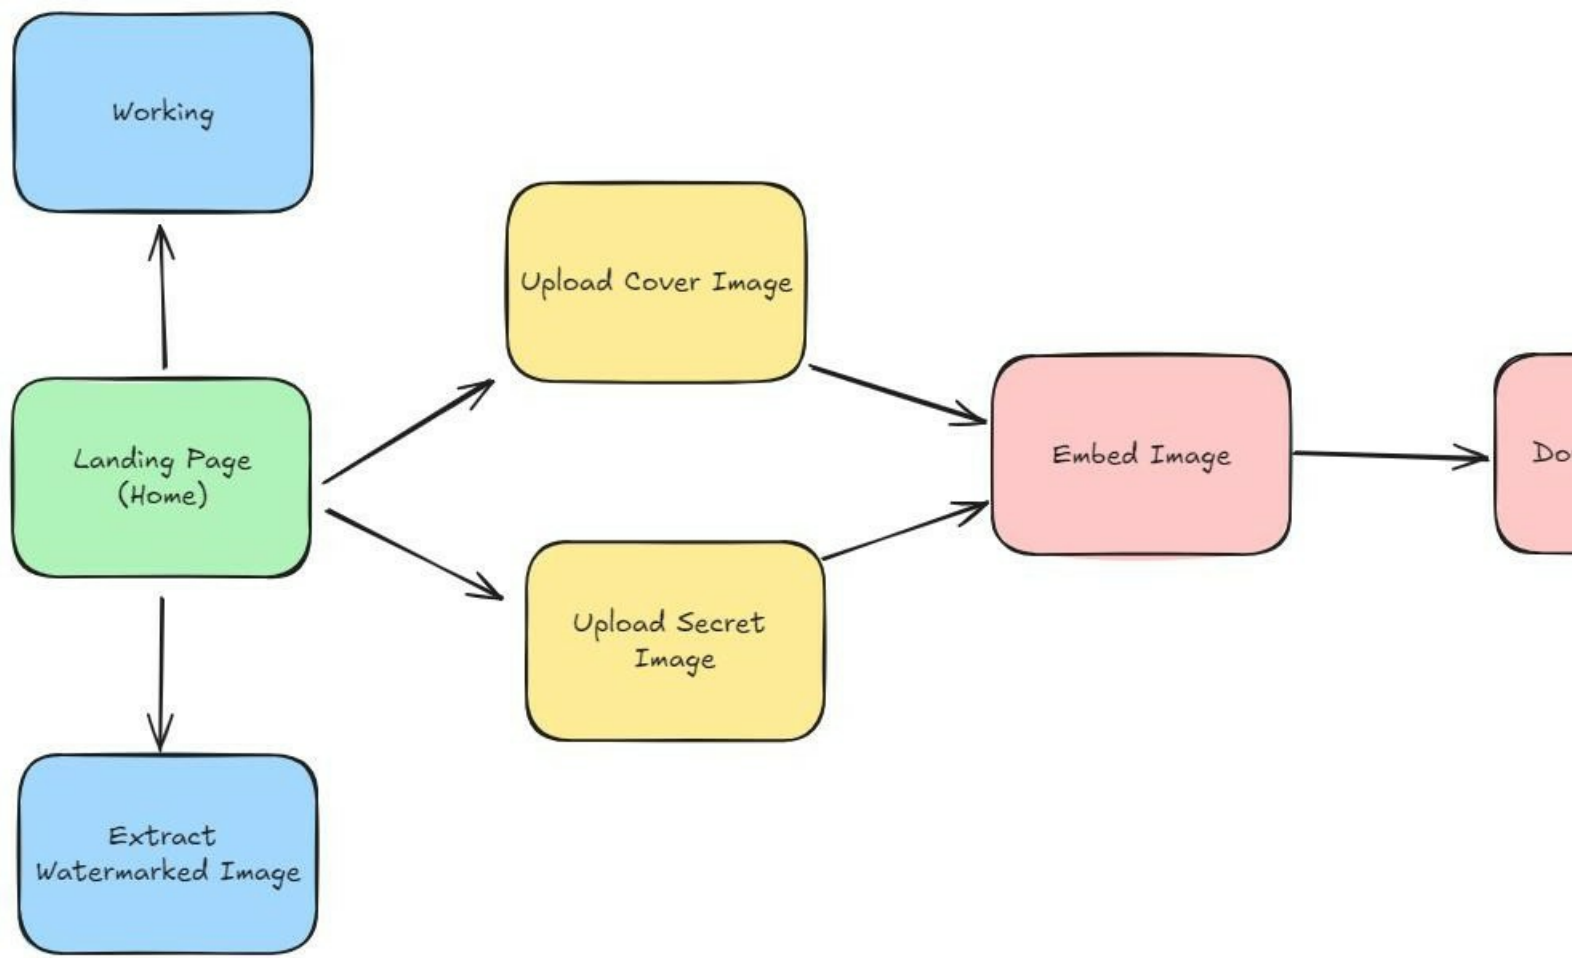 Working
Upload Cover Image
Landing Page
(Home)
Embed Image
Upload Secret
Image
Extract
Watermarked Image